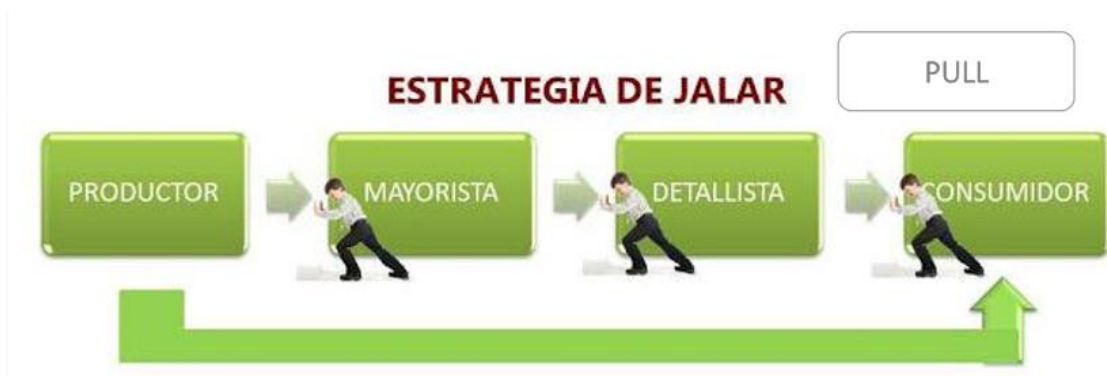 PULL
ESTRATEGIA DE JALAR
PRODUCTOR
MAYORISTA
DETALLISTA
CONSUMIDOR